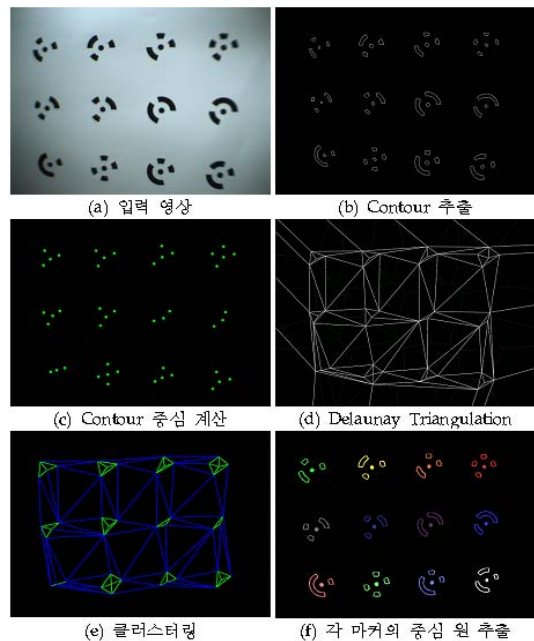 (a) 입력 영상
(b) Contour 추출
(c) Contour 중심 계산
(d) Delaunay Triangulation
(e) 클러스터링
(f) 각 마커의 중심 원 추출